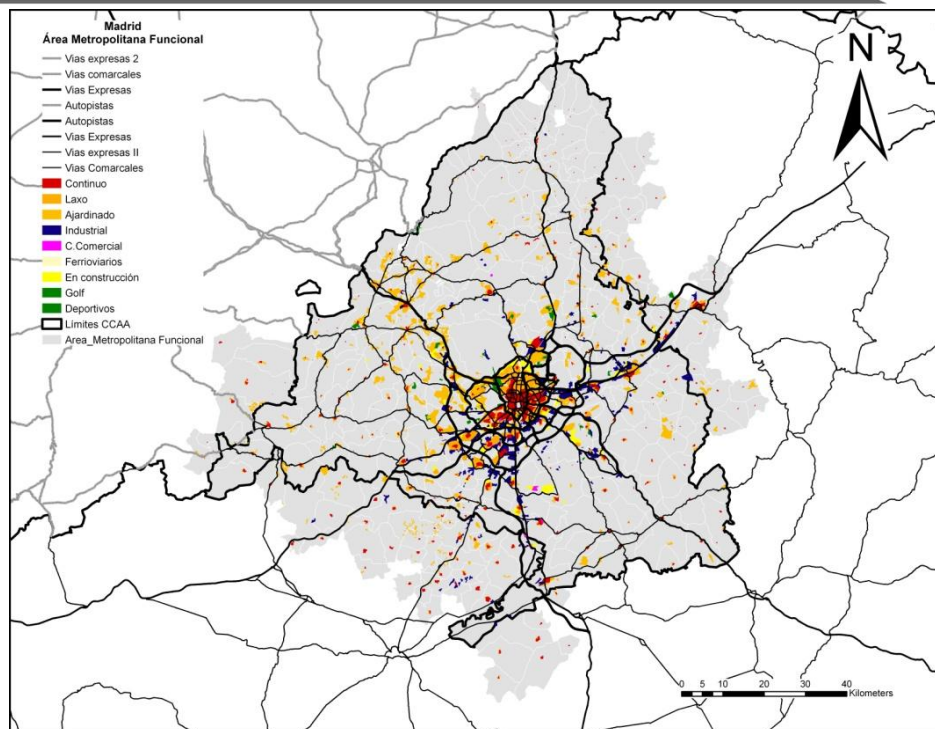 Madrid
Área Metropolitana Funcional
Vias expresas 2
Vias comarcales
Vias Expresas
Autopistas
Autopistas
Vias Expresas
Vias expresas II
Vias Comarcales
Continuo
Laxo
Ajardinado
Industrial
C.Comercial
Ferrioviarios
En construcción
Golf
Deportivos
Límites CCAA
Area_Metropolitana Funcional
N
0 5 10 20 30 40
Kilometers